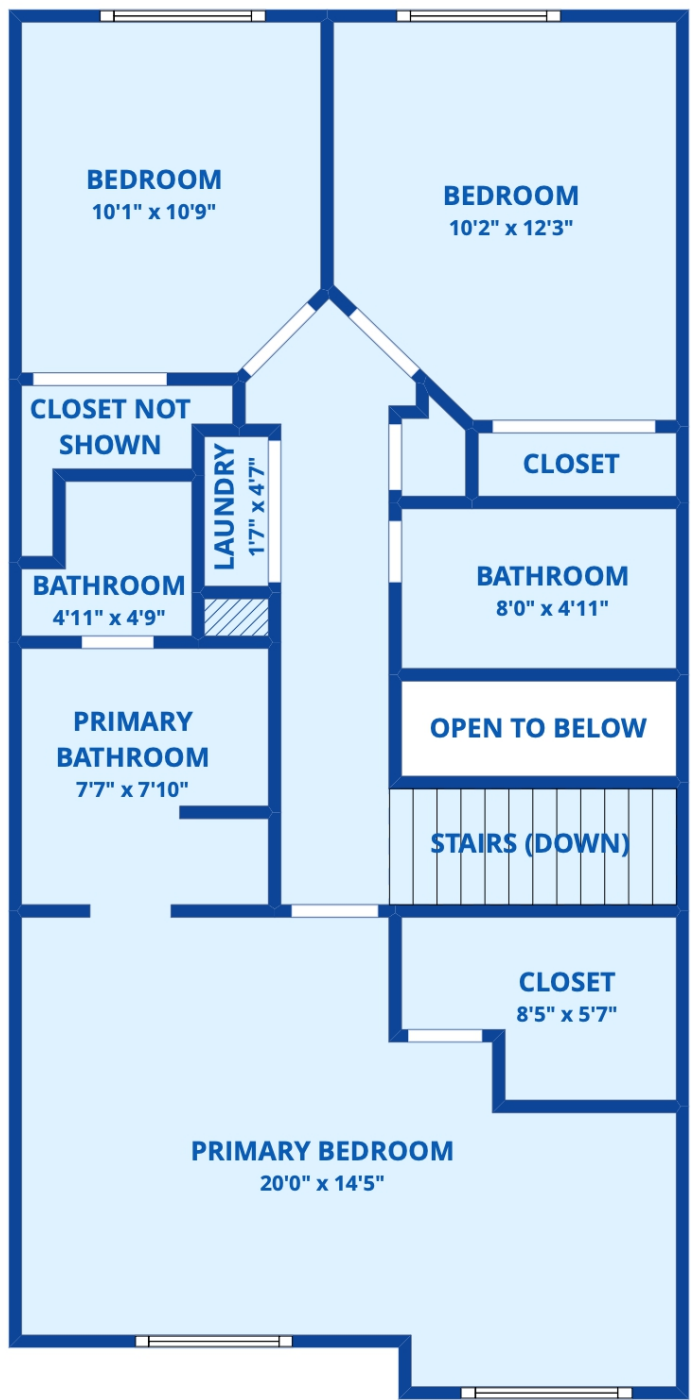 BEDROOM
10'1" x 10'9"
BEDROOM
10'2" x 12'3"
CLOSET NOT
SHOWN
LAUNDRY
1'7" x 4'7"
CLOSET
BATHROOM
4'11" x 4'9"
BATHROOM
8'0" x 4'11"
PRIMARY
BATHROOM
7'7" x 7'10"
OPEN TO BELOW
STAIRS (DOWN)
CLOSET
8'5" x 5'7"
PRIMARY BEDROOM
20'0" x 14'5"